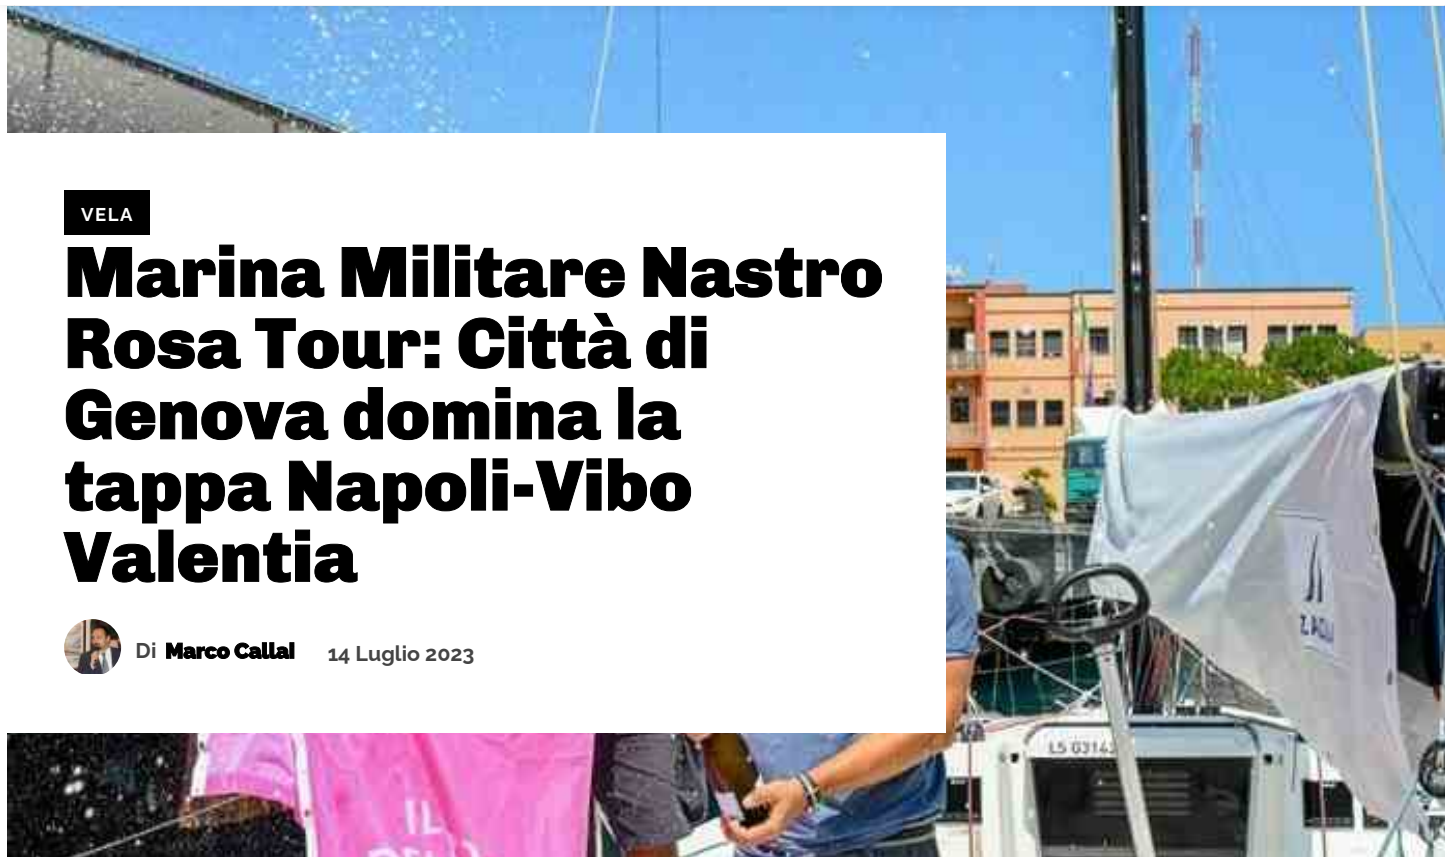 VELA
Marina Militare Nastro
Rosa Tour: Città di
Genova domina la
tappa Napoli-Vibo
Valentia
Di Marco Callai 14 Luglio 2023
IL